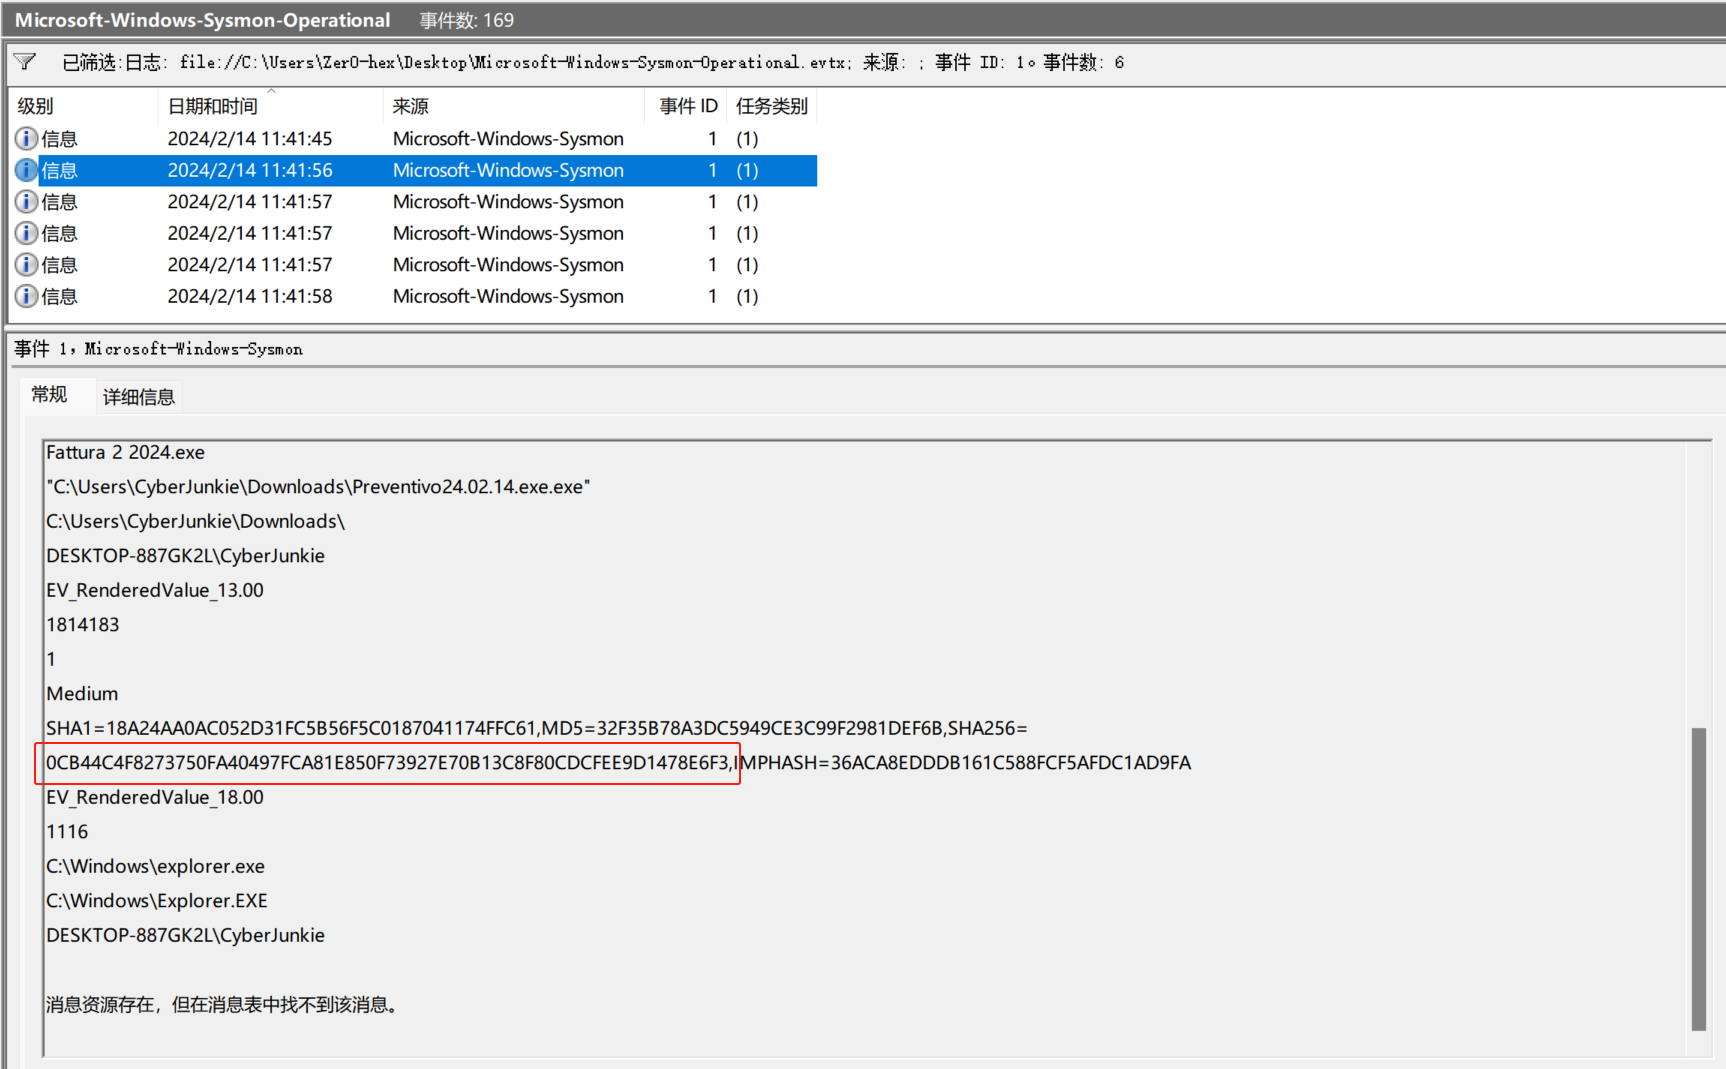 Microsoft-Windows-Sysmon-Operational 事件数: 169
已筛选:日志: file://C:\Users\Zer0-hex\Desktop\Microsoft-Windows-Sysmon-Operational.evtx; 来源: ; 事件 ID: 1。事件数: 6
级别 日期和时间 来源 事件 ID 任务类别
信息 2024/2/14 11:41:45 Microsoft-Windows-Sysmon 1 (1)
信息 2024/2/14 11:41:56 Microsoft-Windows-Sysmon 1 (1)
信息 2024/2/14 11:41:57 Microsoft-Windows-Sysmon 1 (1)
信息 2024/2/14 11:41:57 Microsoft-Windows-Sysmon 1 (1)
信息 2024/2/14 11:41:57 Microsoft-Windows-Sysmon 1 (1)
信息 2024/2/14 11:41:58 Microsoft-Windows-Sysmon 1 (1)
事件 1，Microsoft-Windows-Sysmon
常规 详细信息
Fattura 2 2024.exe
"C:\Users\CyberJunkie\Downloads\Preventivo24.02.14.exe.exe"
C:\Users\CyberJunkie\Downloads\
DESKTOP-887GK2L\CyberJunkie
EV_RenderedValue_13.00
1814183
1
Medium
SHA1=18A24AA0AC052D31FC5B56F5C0187041174FFC61,MD5=32F35B78A3DC5949CE3C99F2981DEF6B,SHA256=
0CB44C4F8273750FA40497FCA81E850F73927E70B13C8F80CDCFEE9D1478E6F3,IMPHASH=36ACA8EDDDB161C588FCF5AFDC1AD9FA
EV_RenderedValue_18.00
1116
C:\Windows\explorer.exe
C:\Windows\Explorer.EXE
DESKTOP-887GK2L\CyberJunkie
消息资源存在，但在消息表中找不到该消息。